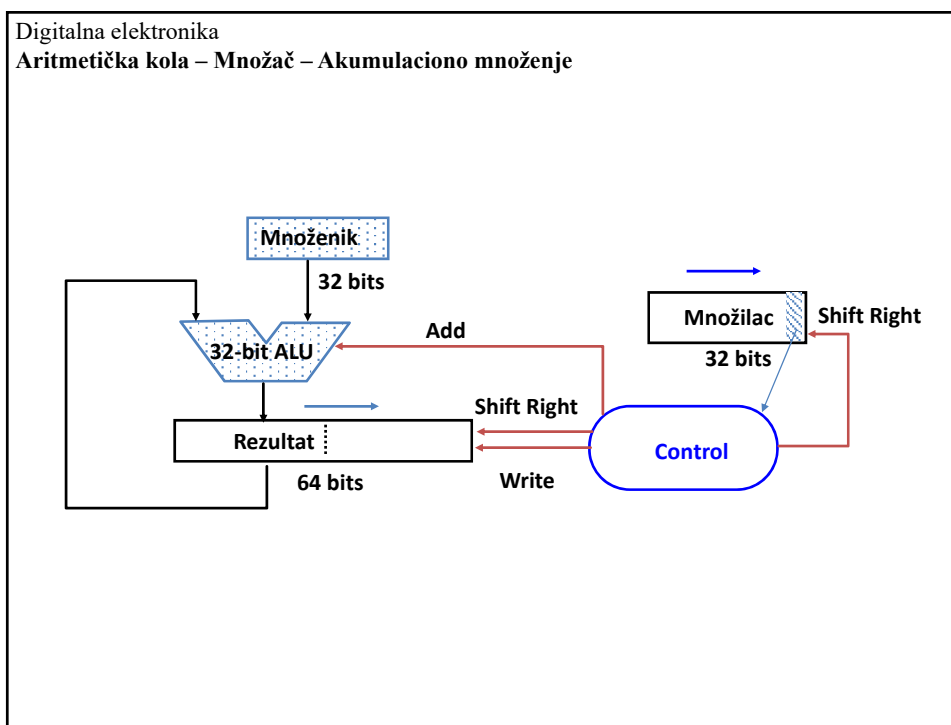 Digitalna elektronika
Aritmetička kola – Množač – Akumulaciono množenje
Množenik
32 bits
Množilac
Shift Right
32-bit ALU
Add
32 bits
Shift Right
Rezultat
Control
64 bits
Write